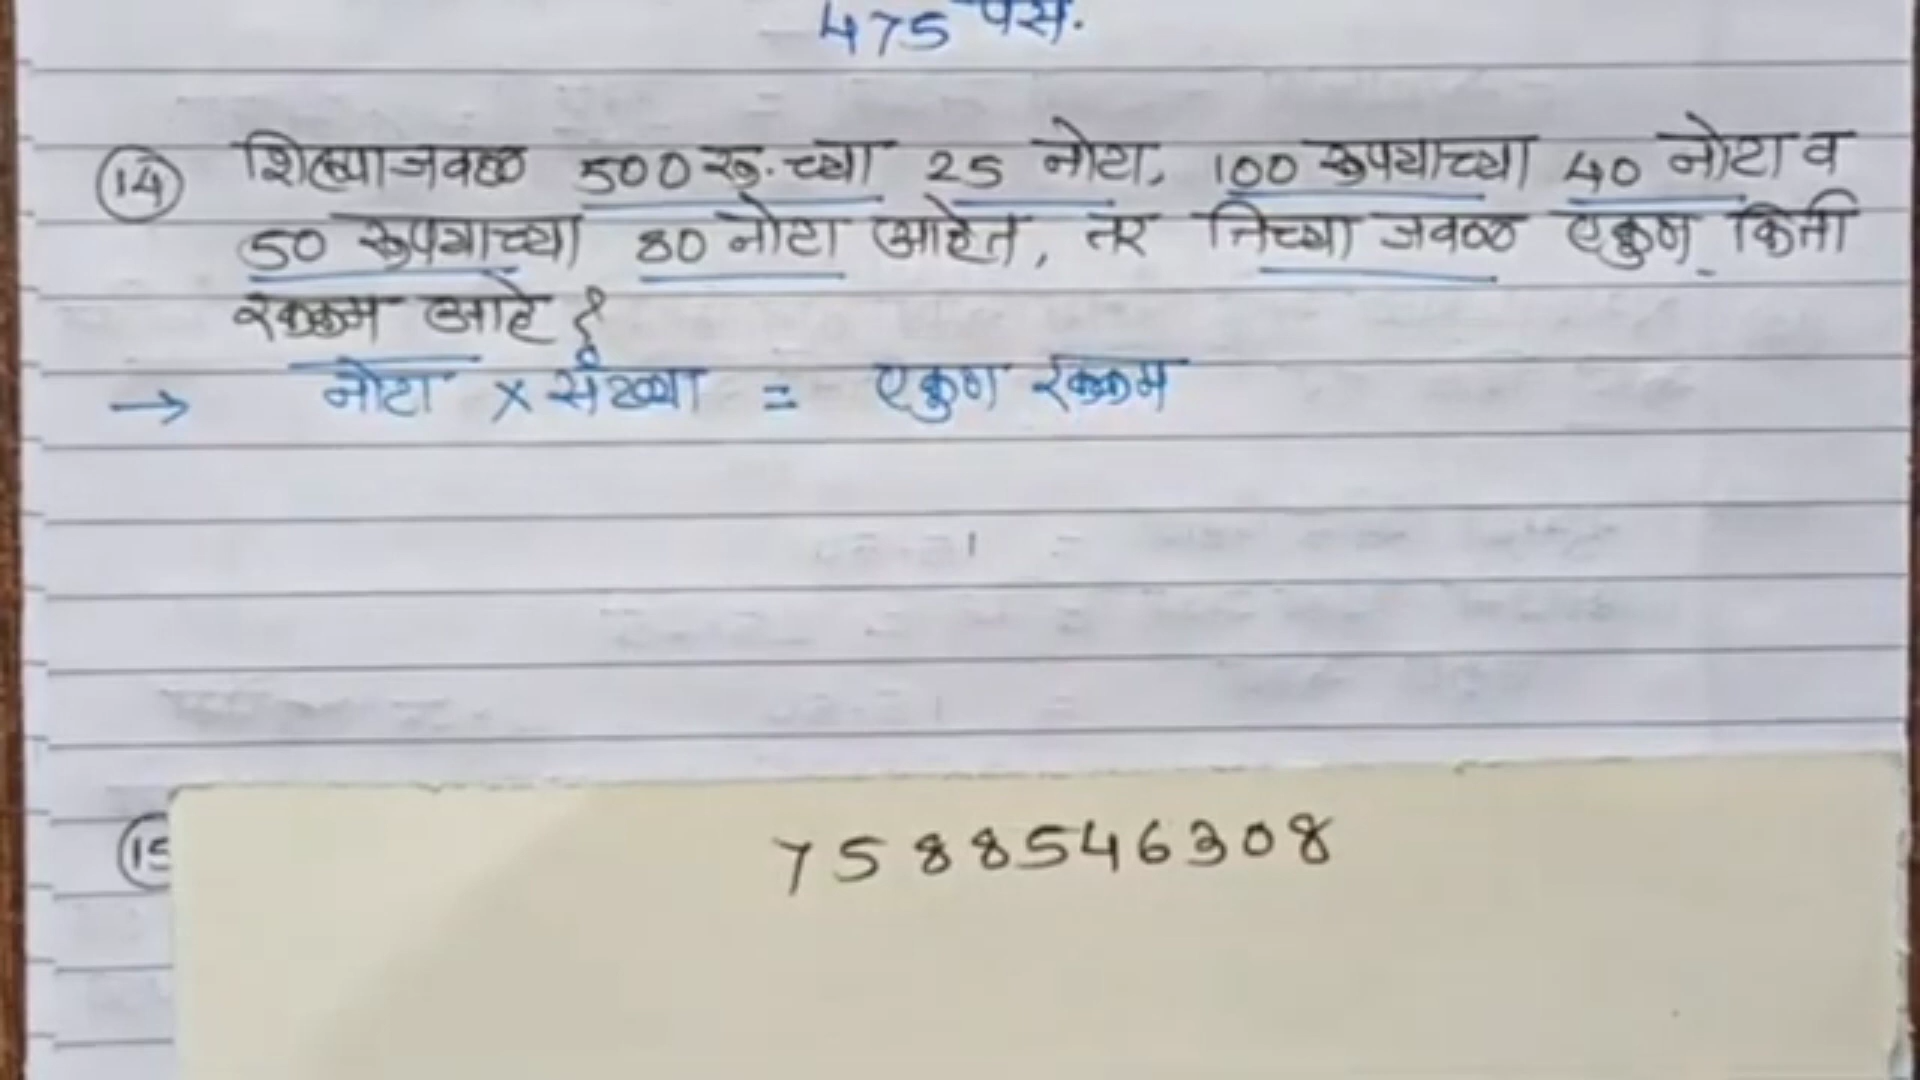 475 पैसे.
14 शिल्पाजवळ 500 रु. च्या 25 नोटा, 100 रुपयाच्या 40 नोटा व
50 रुपयाच्या 80 नोटा आहेत, तर तिच्या जवळ एकुण किती
रक्कम आहे ?
→ नोटा × संख्या = एकुण रक्कम
15
7588546308